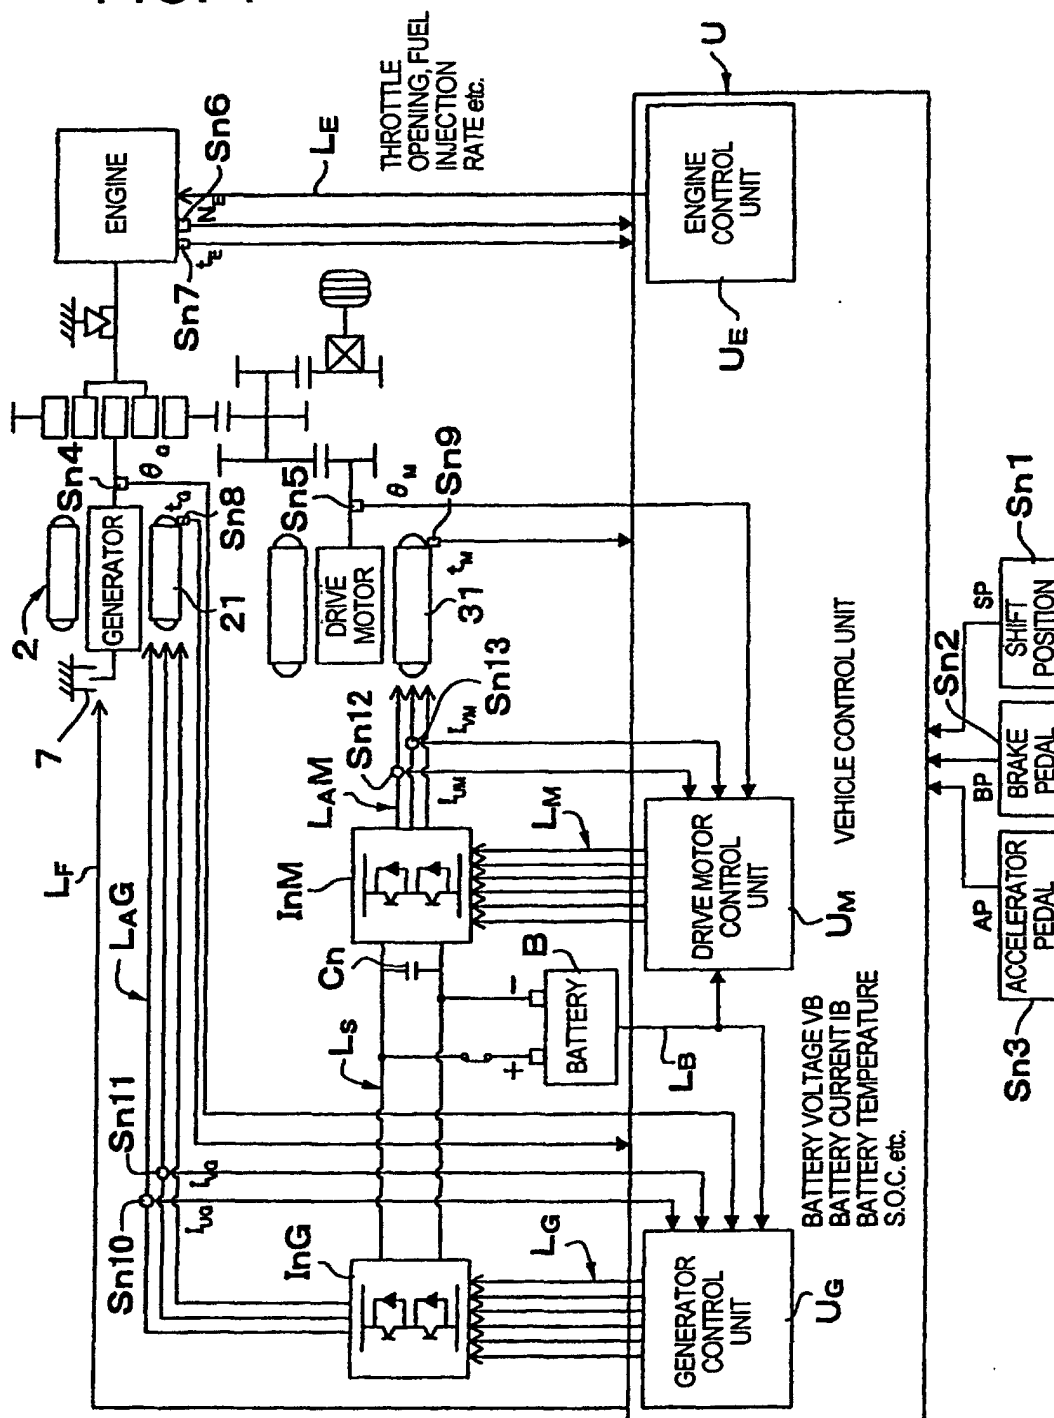 U
THROTTLE
OPENING, FUEL
INJECTION
RATE etc.
ENGINE
Sn6
NE
LE
tE
Sn7
ENGINE
CONTROL
UNIT
UE
Sn4
θG
2
GENERATOR
tG
Sn8
21
7
Sn5
θM
Sn9
DRIVE
MOTOR
tM
31
Sn13
IVM
Sn12
IUM
LAM
LF
LAG
InM
LM
Cn
LS
B
-
+
BATTERY
LB
DRIVE MOTOR
CONTROL
UNIT
UM
VEHICLE CONTROL UNIT
Sn11
IVG
Sn10
IUG
InG
LG
GENERATOR
CONTROL
UNIT
UG
BATTERY VOLTAGE VB
BATTERY CURRENT IB
BATTERY TEMPERATURE
S.O.C. etc.
Sn1
SP
SHIFT
POSITION
Sn2
BP
BRAKE
PEDAL
AP
ACCELERATOR
PEDAL
Sn3